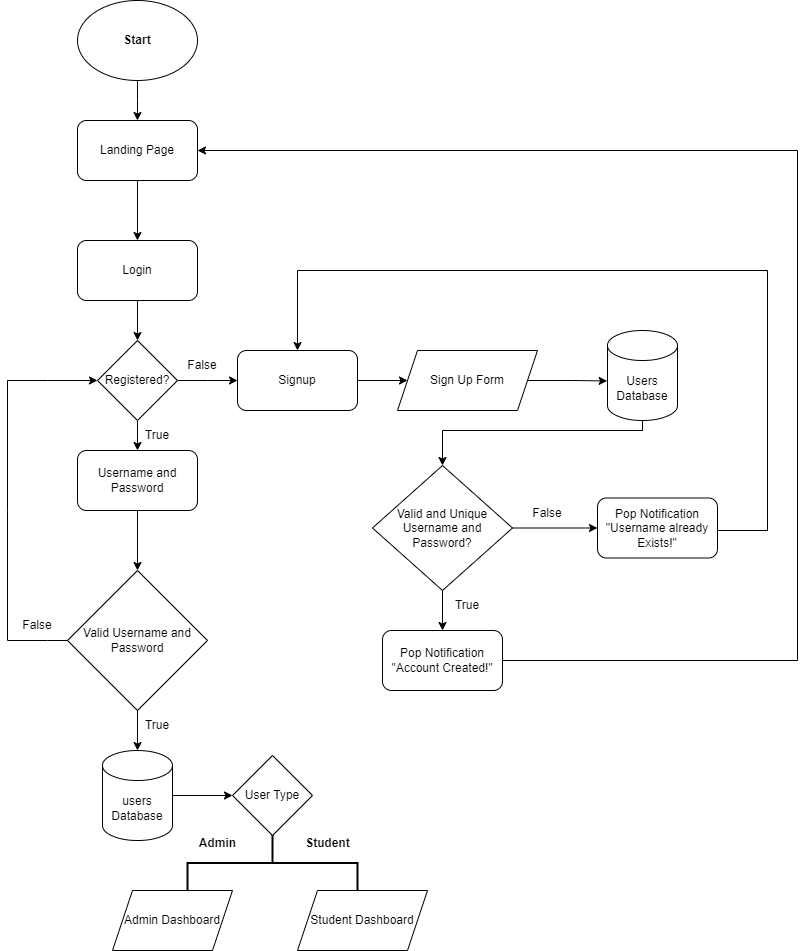 Start
Landing Page
Login
Registered?
False
Signup
Sign Up Form
Users
Database
True
Username and
Password
Valid and Unique
Username and
Password?
False
Pop Notification
"Username already
Exists!"
True
Pop Notification
"Account Created!"
False
Valid Username and
Password
True
users
Database
User Type
Admin
Student
Admin Dashboard
Student Dashboard